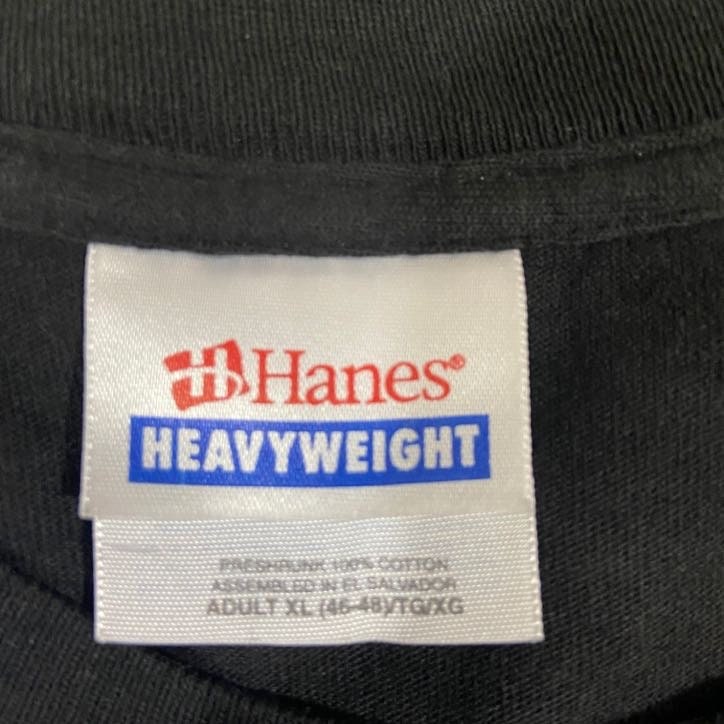 Hanes®
HEAVYWEIGHT
PRESHRUNK 100% COTTON
ASSEMBLED IN EL SALVADOR
ADULT XL (46-48)/TG/XG